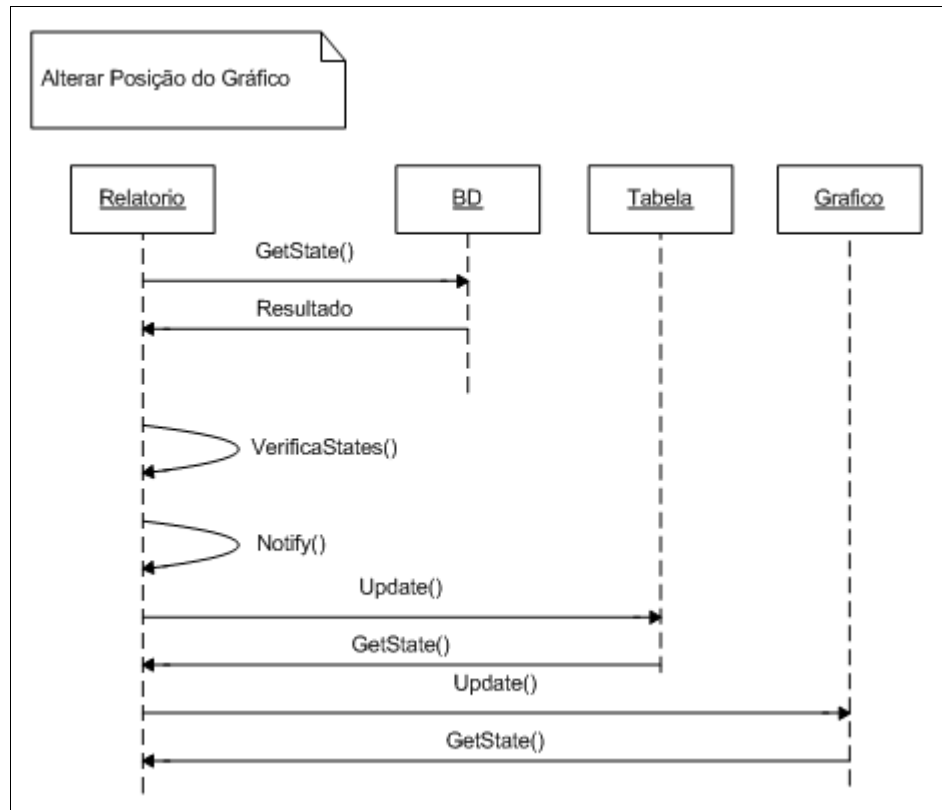 Alterar Posição do Gráfico
Relatorio
BD
Tabela
Grafico
GetState()
Resultado
VerificaStates()
Notify()
Update()
GetState()
Update()
GetState()